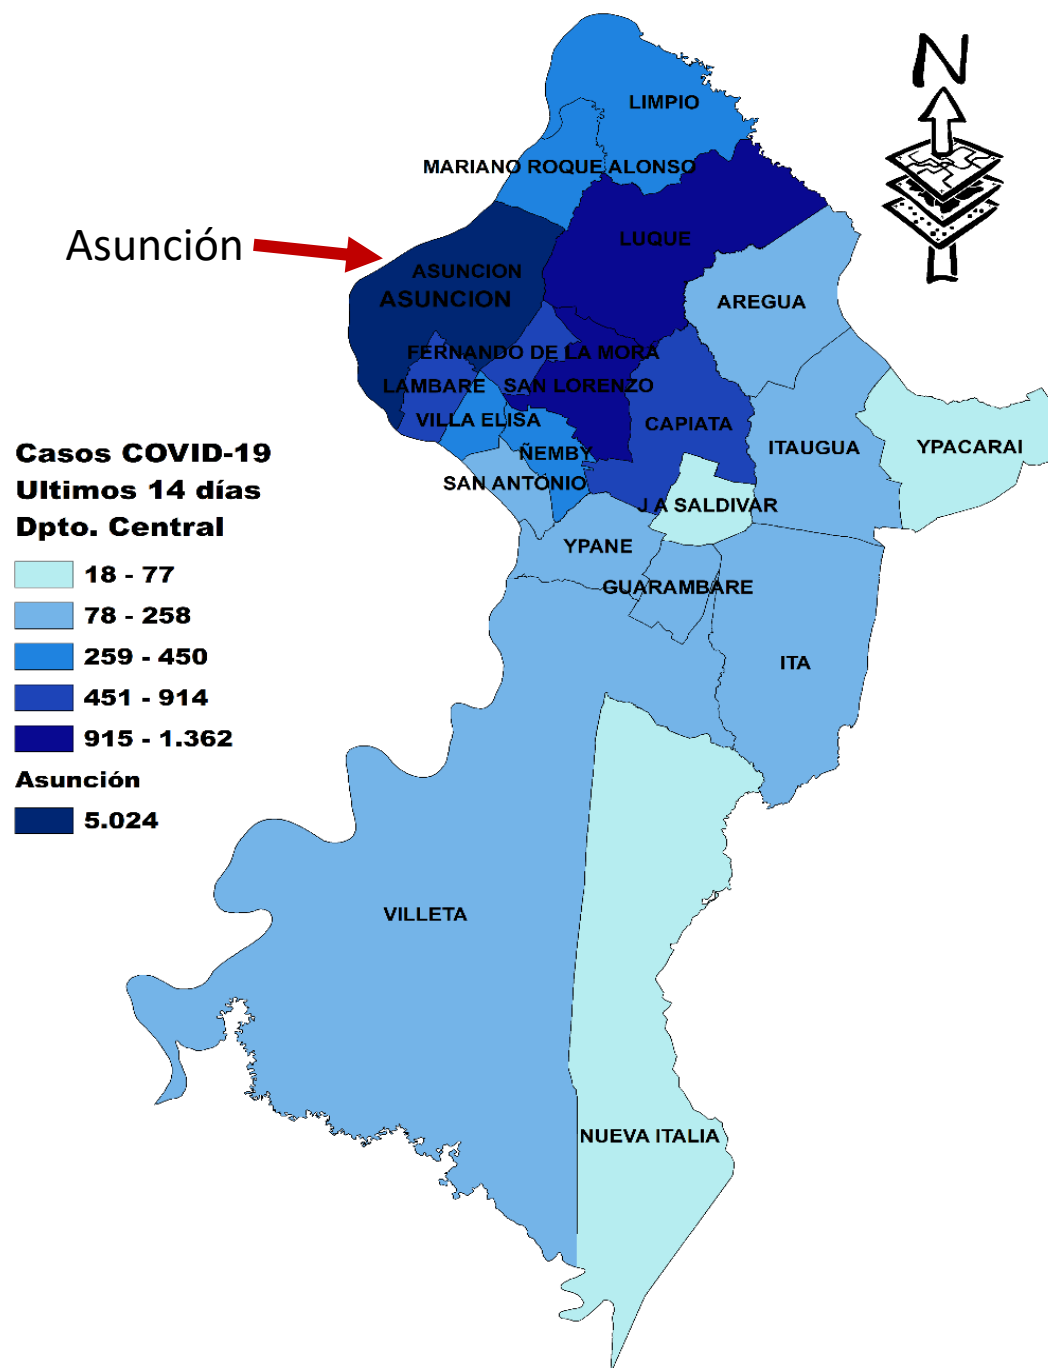 N
LIMPIO
MARIANO ROQUE ALONSO
Asunción
LUQUE
ASUNCION
ASUNCION
AREGUA
FERNANDO DE LA MORA
LAMBARE
SAN LORENZO
VILLA ELISA
CAPIATA
ITAUGUA
YPACARAI
ÑEMBY
SAN ANTONIO
J A SALDIVAR
YPANE
GUARAMBARE
ITA
VILLETA
NUEVA ITALIA
Casos COVID-19
Ultimos 14 días
Dpto. Central
18 - 77
78 - 258
259 - 450
451 - 914
915 - 1.362
Asunción
5.024